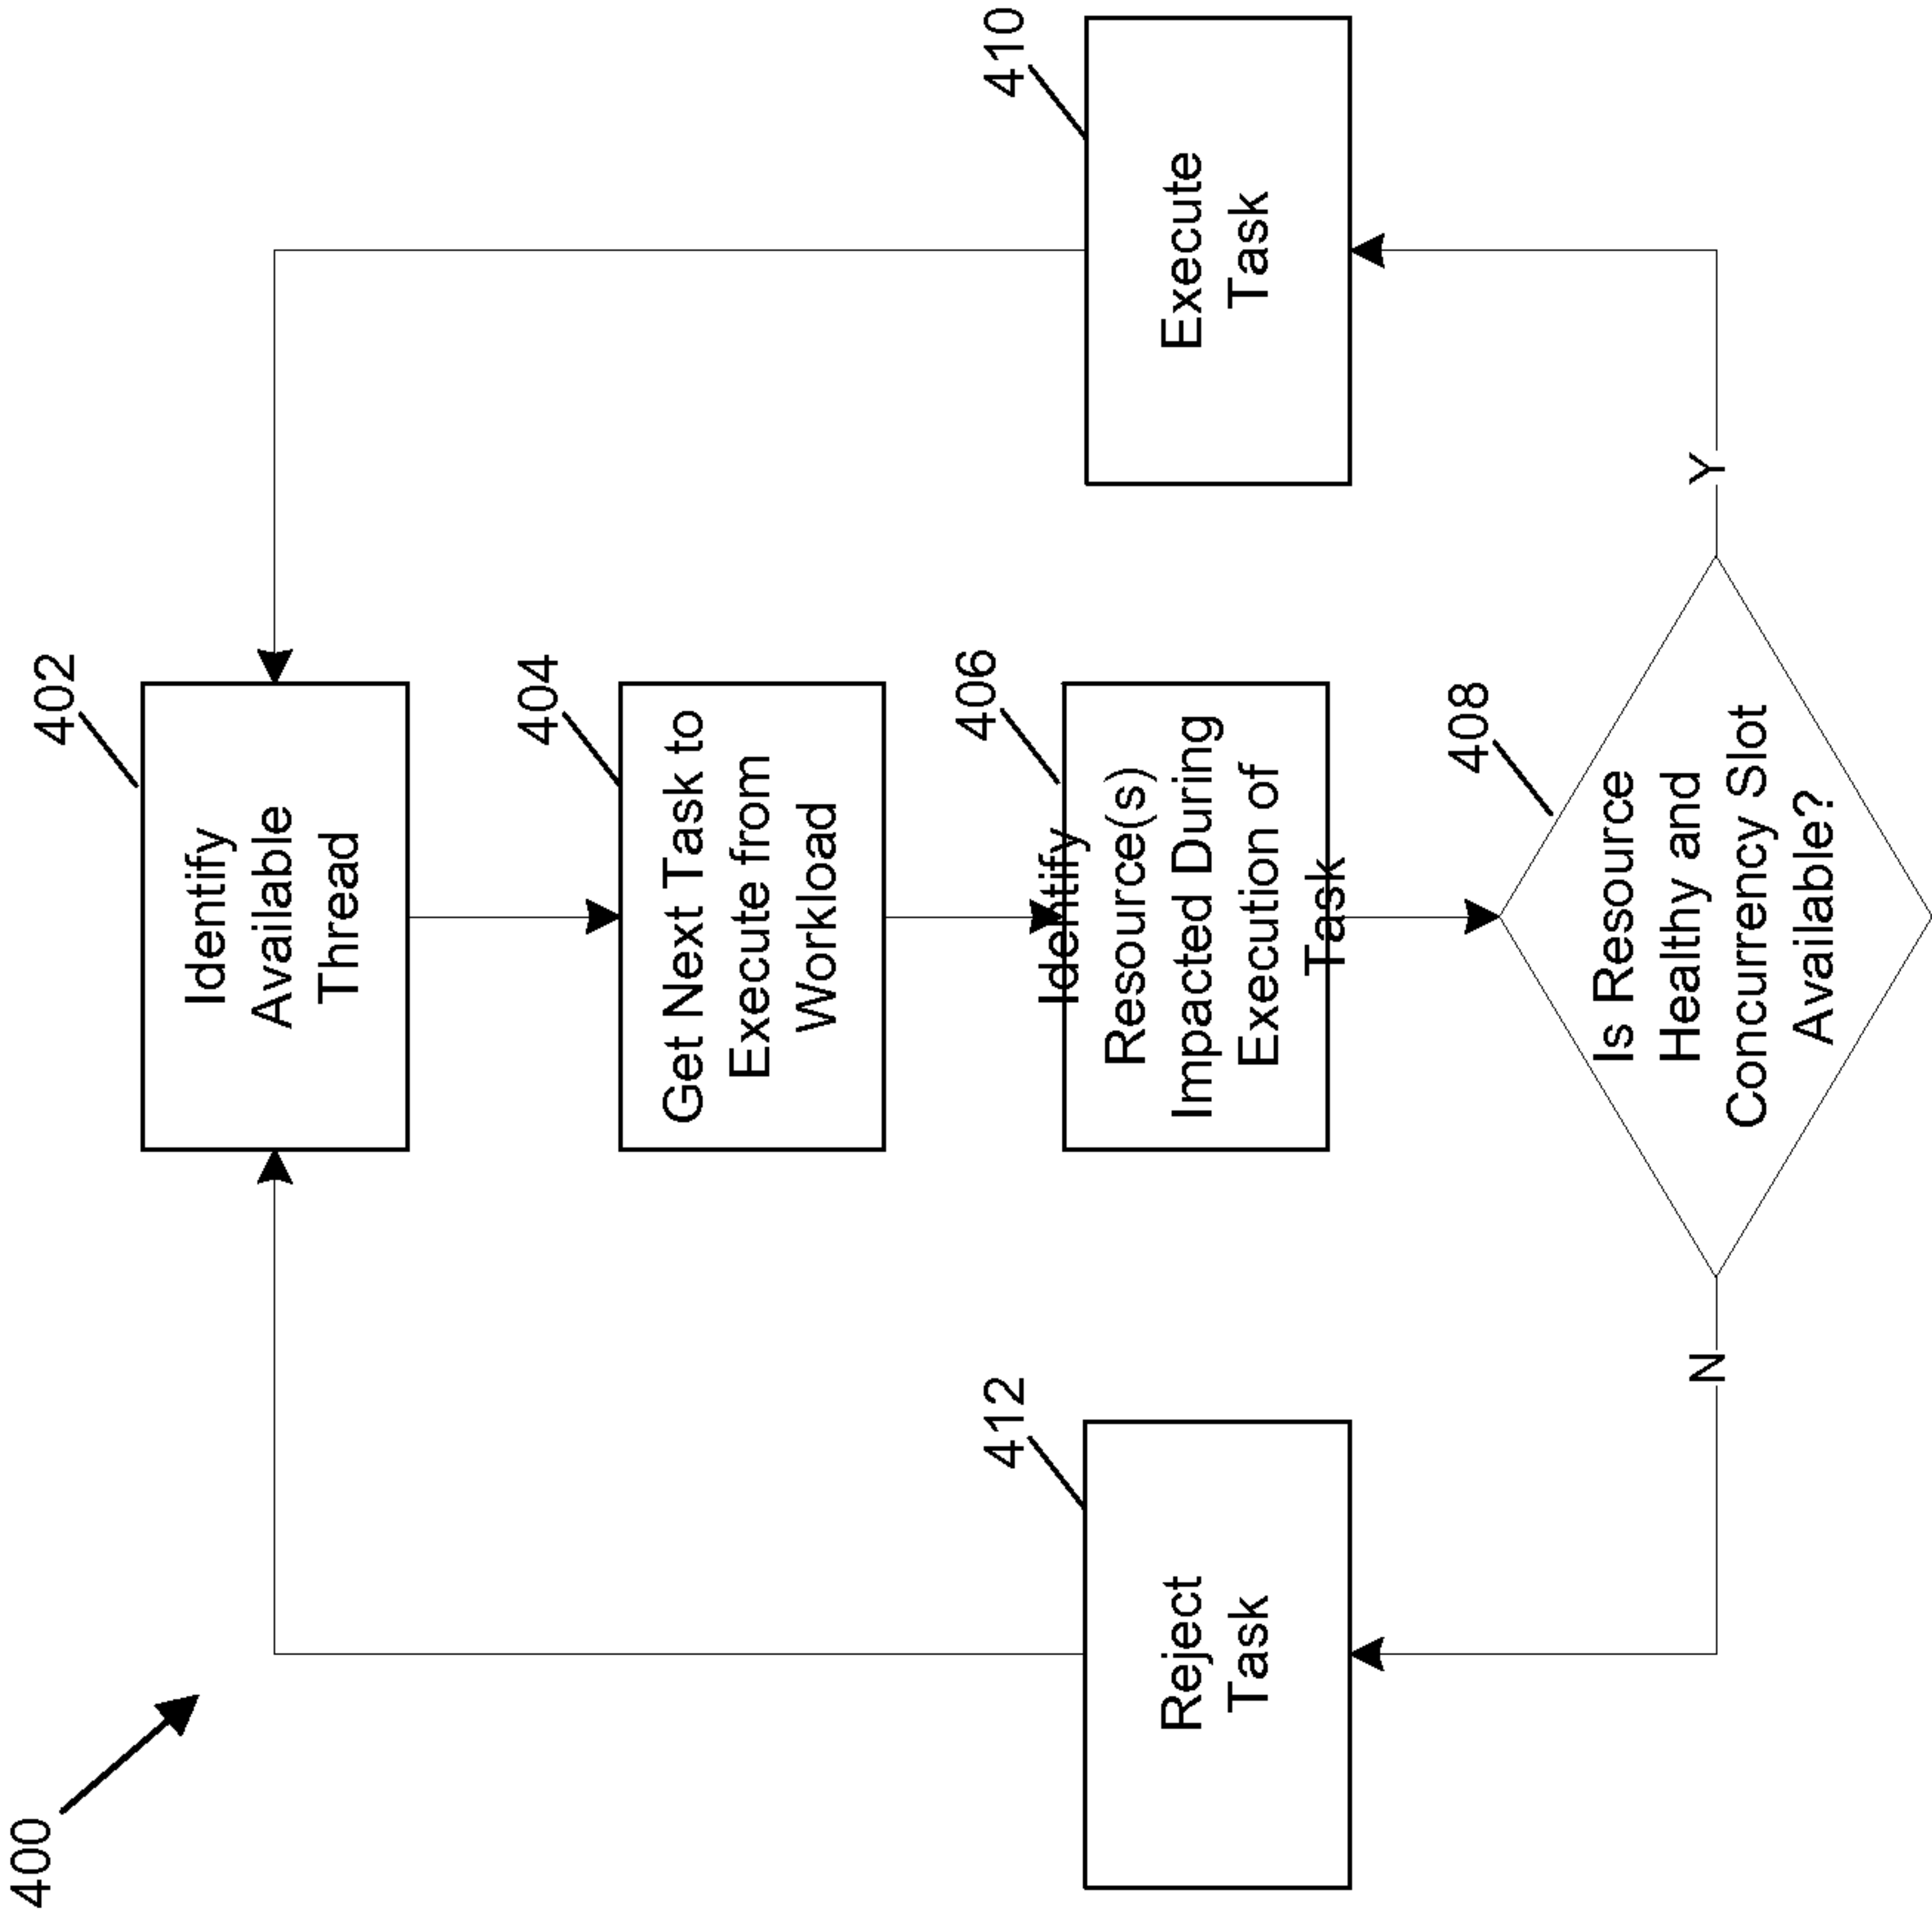 400
402
Identify
Available
Thread
404
Get Next Task to
Execute from
Workload
406
Identify
Resource(s)
Impacted During
Execution of
Task
408
Is Resource
Healthy and
Concurrency Slot
Available?
Y
N
410
Execute
Task
412
Reject
Task